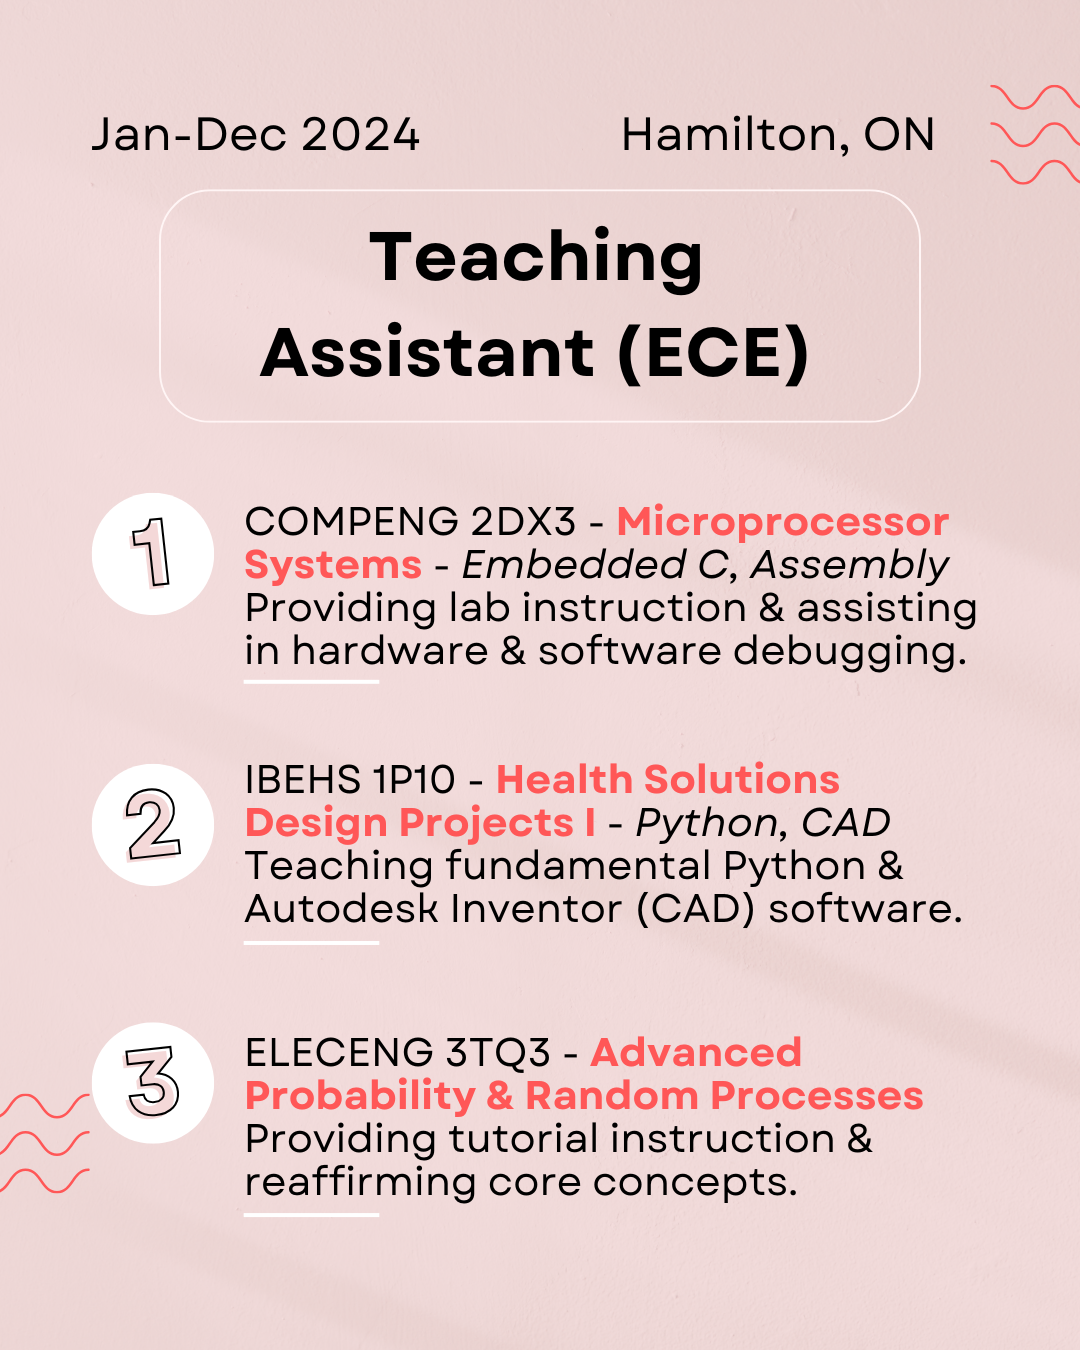 Jan-Dec 2024
Hamilton, ON
Teaching
Assistant (ECE)
1
COMPENG 2DX3 - Microprocessor
Systems - Embedded C, Assembly
Providing lab instruction & assisting
in hardware & software debugging.
2
IBEHS 1P10 - Health Solutions
Design Projects I - Python, CAD
Teaching fundamental Python &
Autodesk Inventor (CAD) software.
3
ELECENG 3TQ3 - Advanced
Probability & Random Processes
Providing tutorial instruction &
reaffirming core concepts.